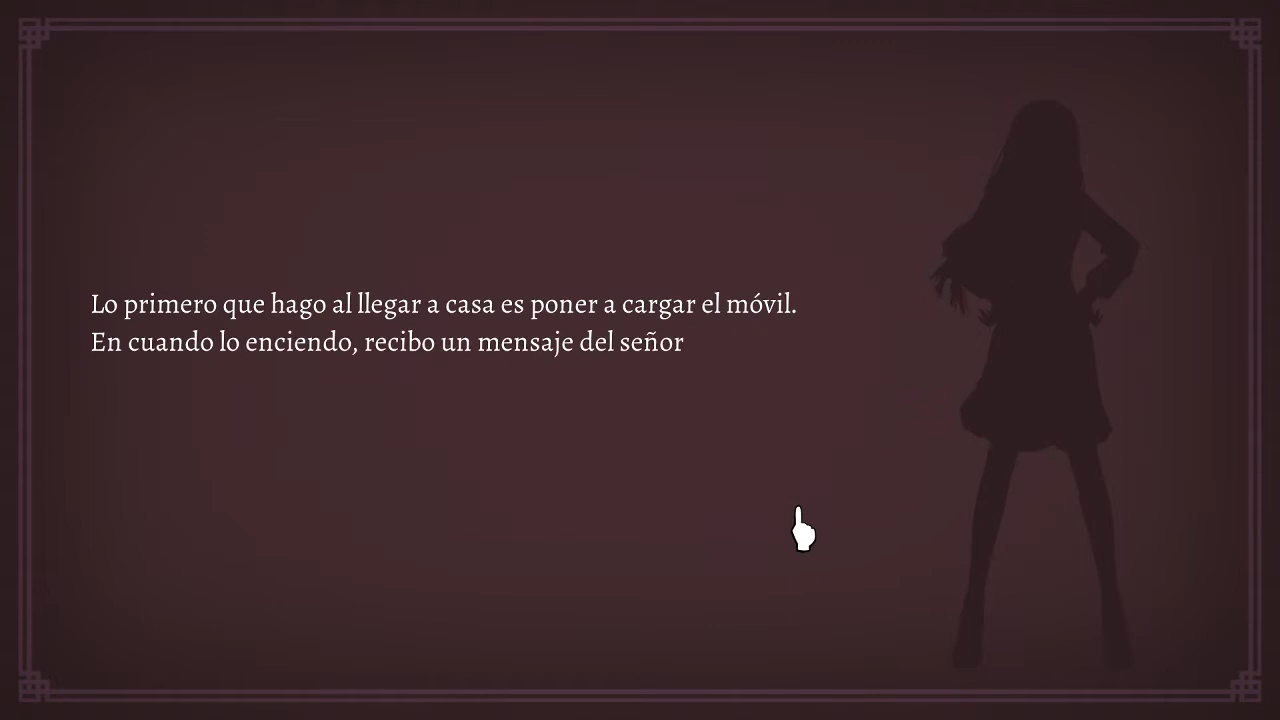 Lo primero que hago al llegar a casa es poner a cargar el móvil.
En cuando lo enciendo, recibo un mensaje del señor